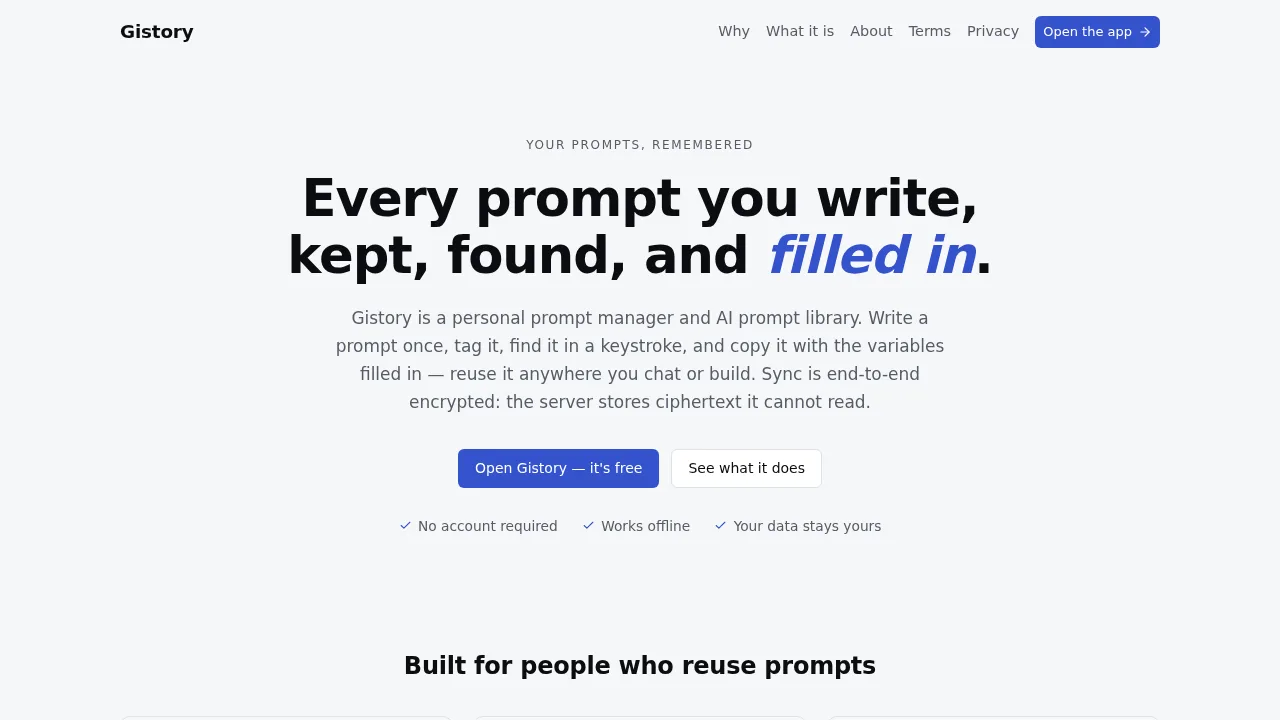 Gistory
Why
What it is
About
Terms
Privacy
Open the app →
YOUR PROMPTS, REMEMBERED
Every prompt you write,
kept, found, and filled in.
Gistory is a personal prompt manager and AI prompt library. Write a
prompt once, tag it, find it in a keystroke, and copy it with the variables
filled in — reuse it anywhere you chat or build. Sync is end-to-end
encrypted: the server stores ciphertext it cannot read.
Open Gistory — it's free
See what it does
No account required
Works offline
Your data stays yours
Built for people who reuse prompts